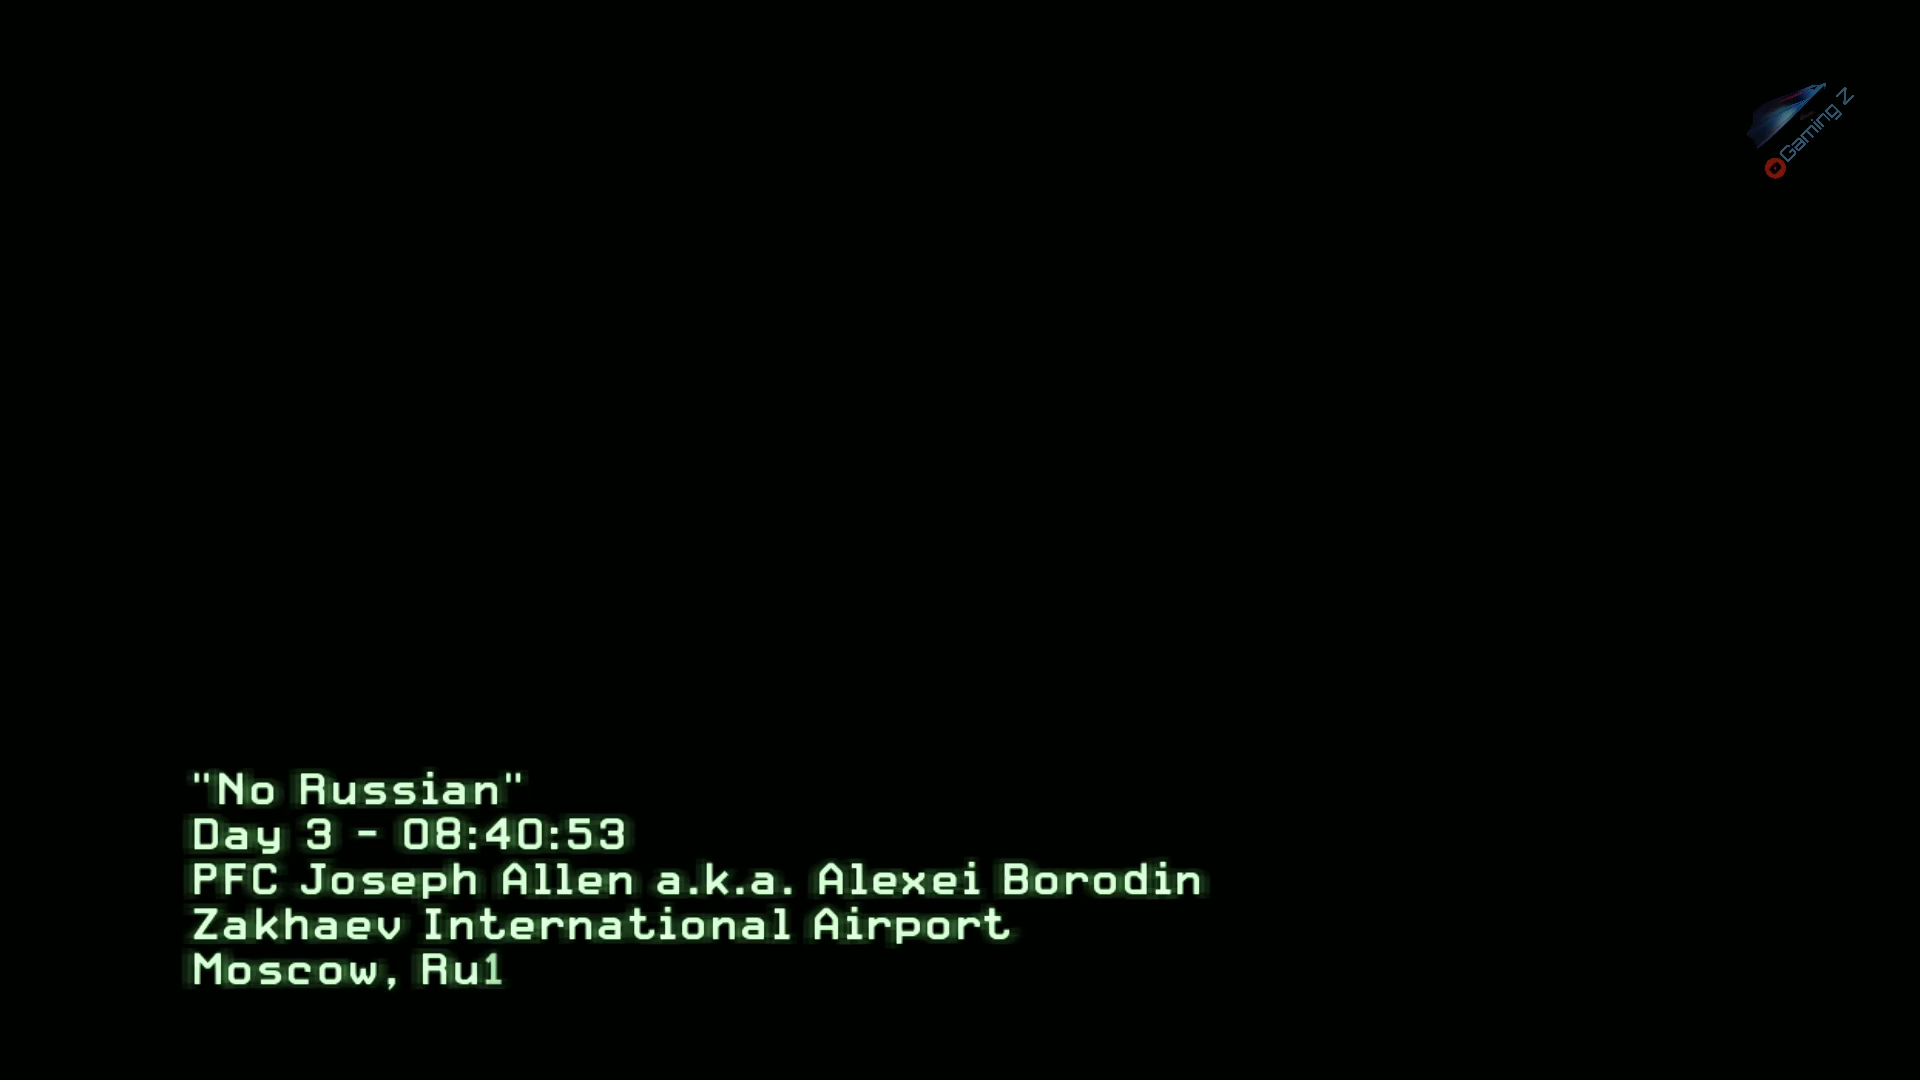 Gaming Z
"No Russian"
Day 3 - 08:40:53
PFC Joseph Allen a.k.a. Alexei Borodin
Zakhaev International Airport
Moscow, Ru1